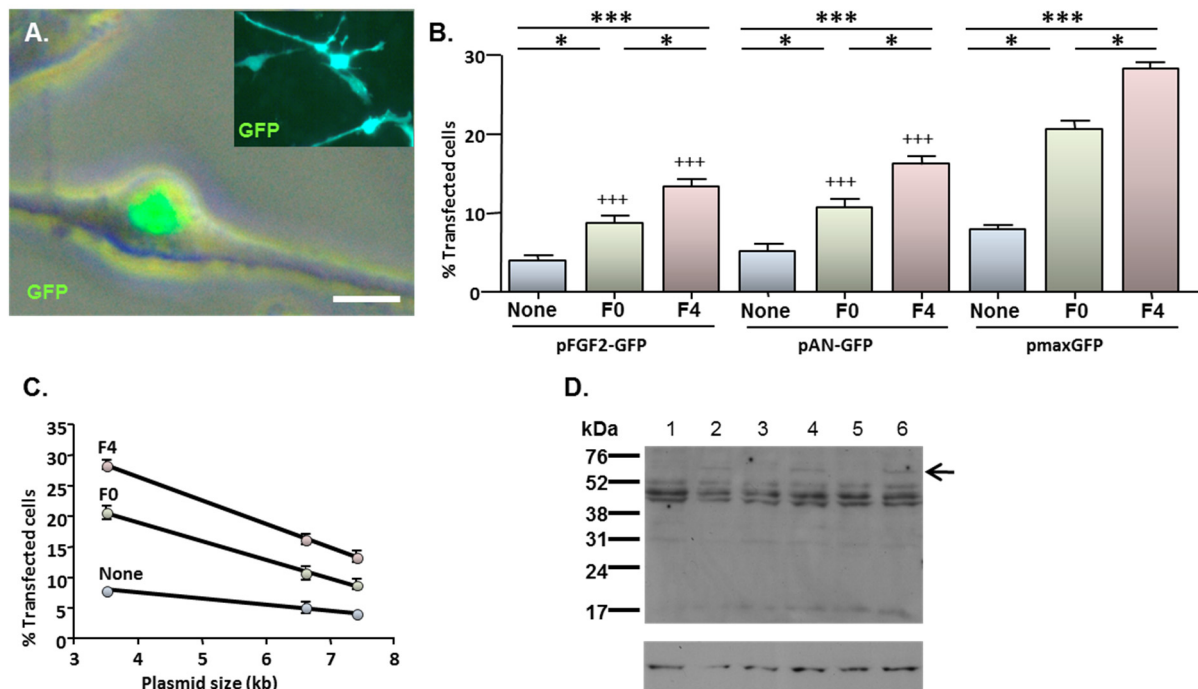 A.
GFP
GFP
B.
*** *** ***
* * * * * *
% Transfected cells
30
20
10
0
+++ +++ +++ +++
None F0 F4 None F0 F4 None F0 F4
pFGF2-GFP pAN-GFP pmaxGFP
C.
% Transfected cells
35
30
25
20
15
10
5
0
F4
F0
None
3 4 5 6 7 8
Plasmid size (kb)
D.
kDa 1 2 3 4 5 6
76
52
38
31
24
17